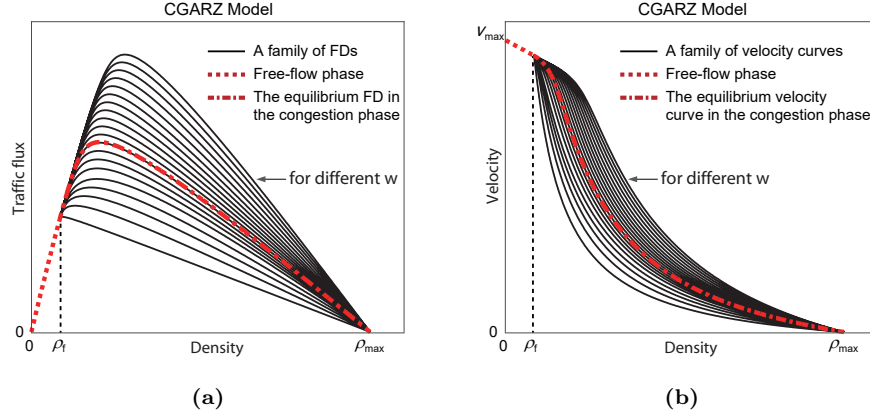 CGARZ Model
A family of FDs
Free-flow phase
The equilibrium FD in
the congestion phase
for different w
Traffic flux
0
0
ρf
Density
ρmax
(a)
CGARZ Model
vmax
A family of velocity curves
Free-flow phase
The equilibrium velocity
curve in the congestion phase
for different w
Velocity
0
0
ρf
Density
ρmax
(b)